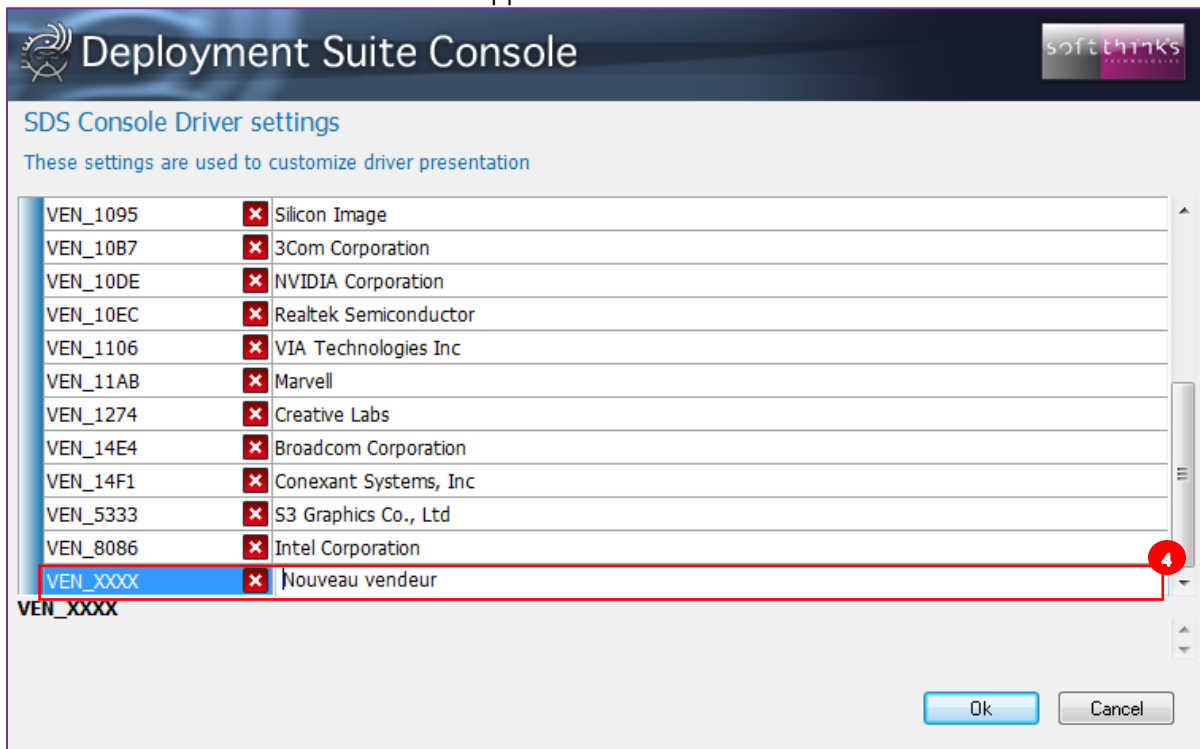 Deployment Suite Console
softthinks
TECHNOLOGIES
SDS Console Driver settings
These settings are used to customize driver presentation
VEN_1095 Silicon Image
VEN_10B7 3Com Corporation
VEN_10DE NVIDIA Corporation
VEN_10EC Realtek Semiconductor
VEN_1106 VIA Technologies Inc
VEN_11AB Marvell
VEN_1274 Creative Labs
VEN_14E4 Broadcom Corporation
VEN_14F1 Conexant Systems, Inc
VEN_5333 S3 Graphics Co., Ltd
VEN_8086 Intel Corporation
4
VEN_XXXX Nouveau vendeur
VEN_XXXX
Ok Cancel